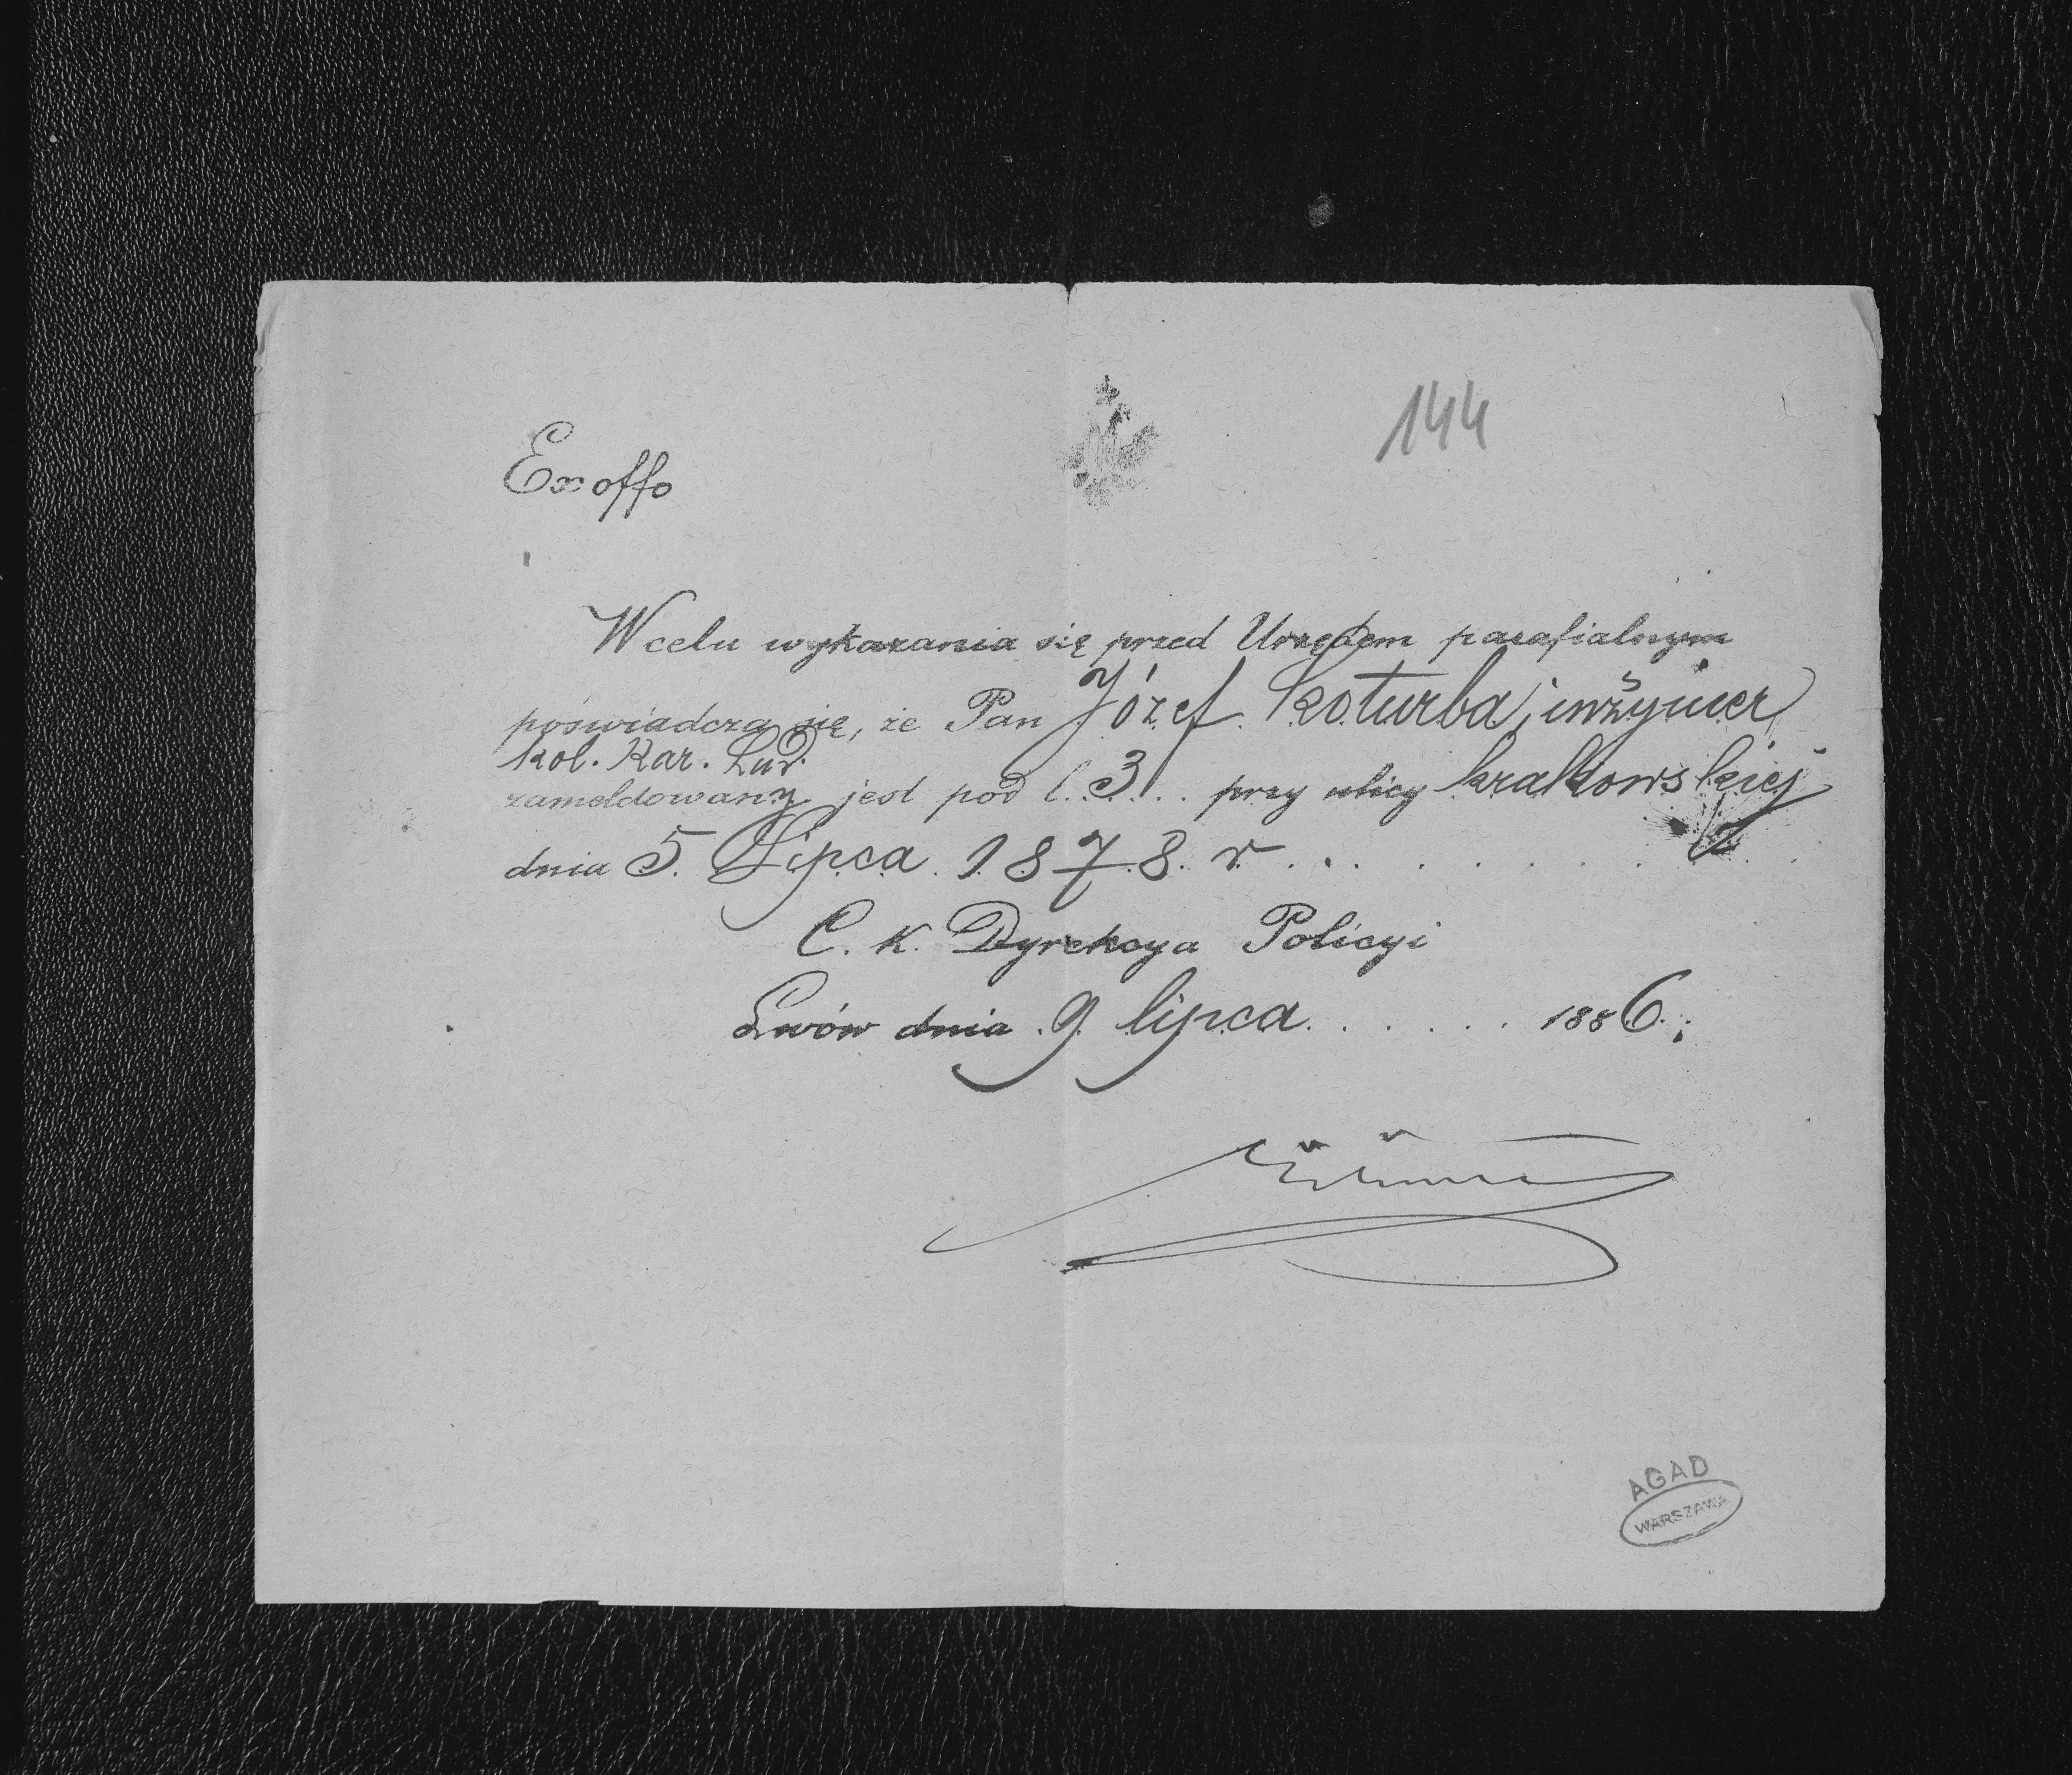 144
Ex offo
W celu wykazania się przed Urzędem parafialnym
poświadcza się, że Pan Józef Koturba, inżynier
kol. Kar. Lud.
zameldowany jest pod l. 3 . . . przy ulicy krakowskiej
dnia 5. Lipca 1878. r. . . . . . . . . .
C. K. Dyrekcya Policyi
Lwów dnia 9 lipca . . . . . . 1886.
AGAD
WARSZAWA